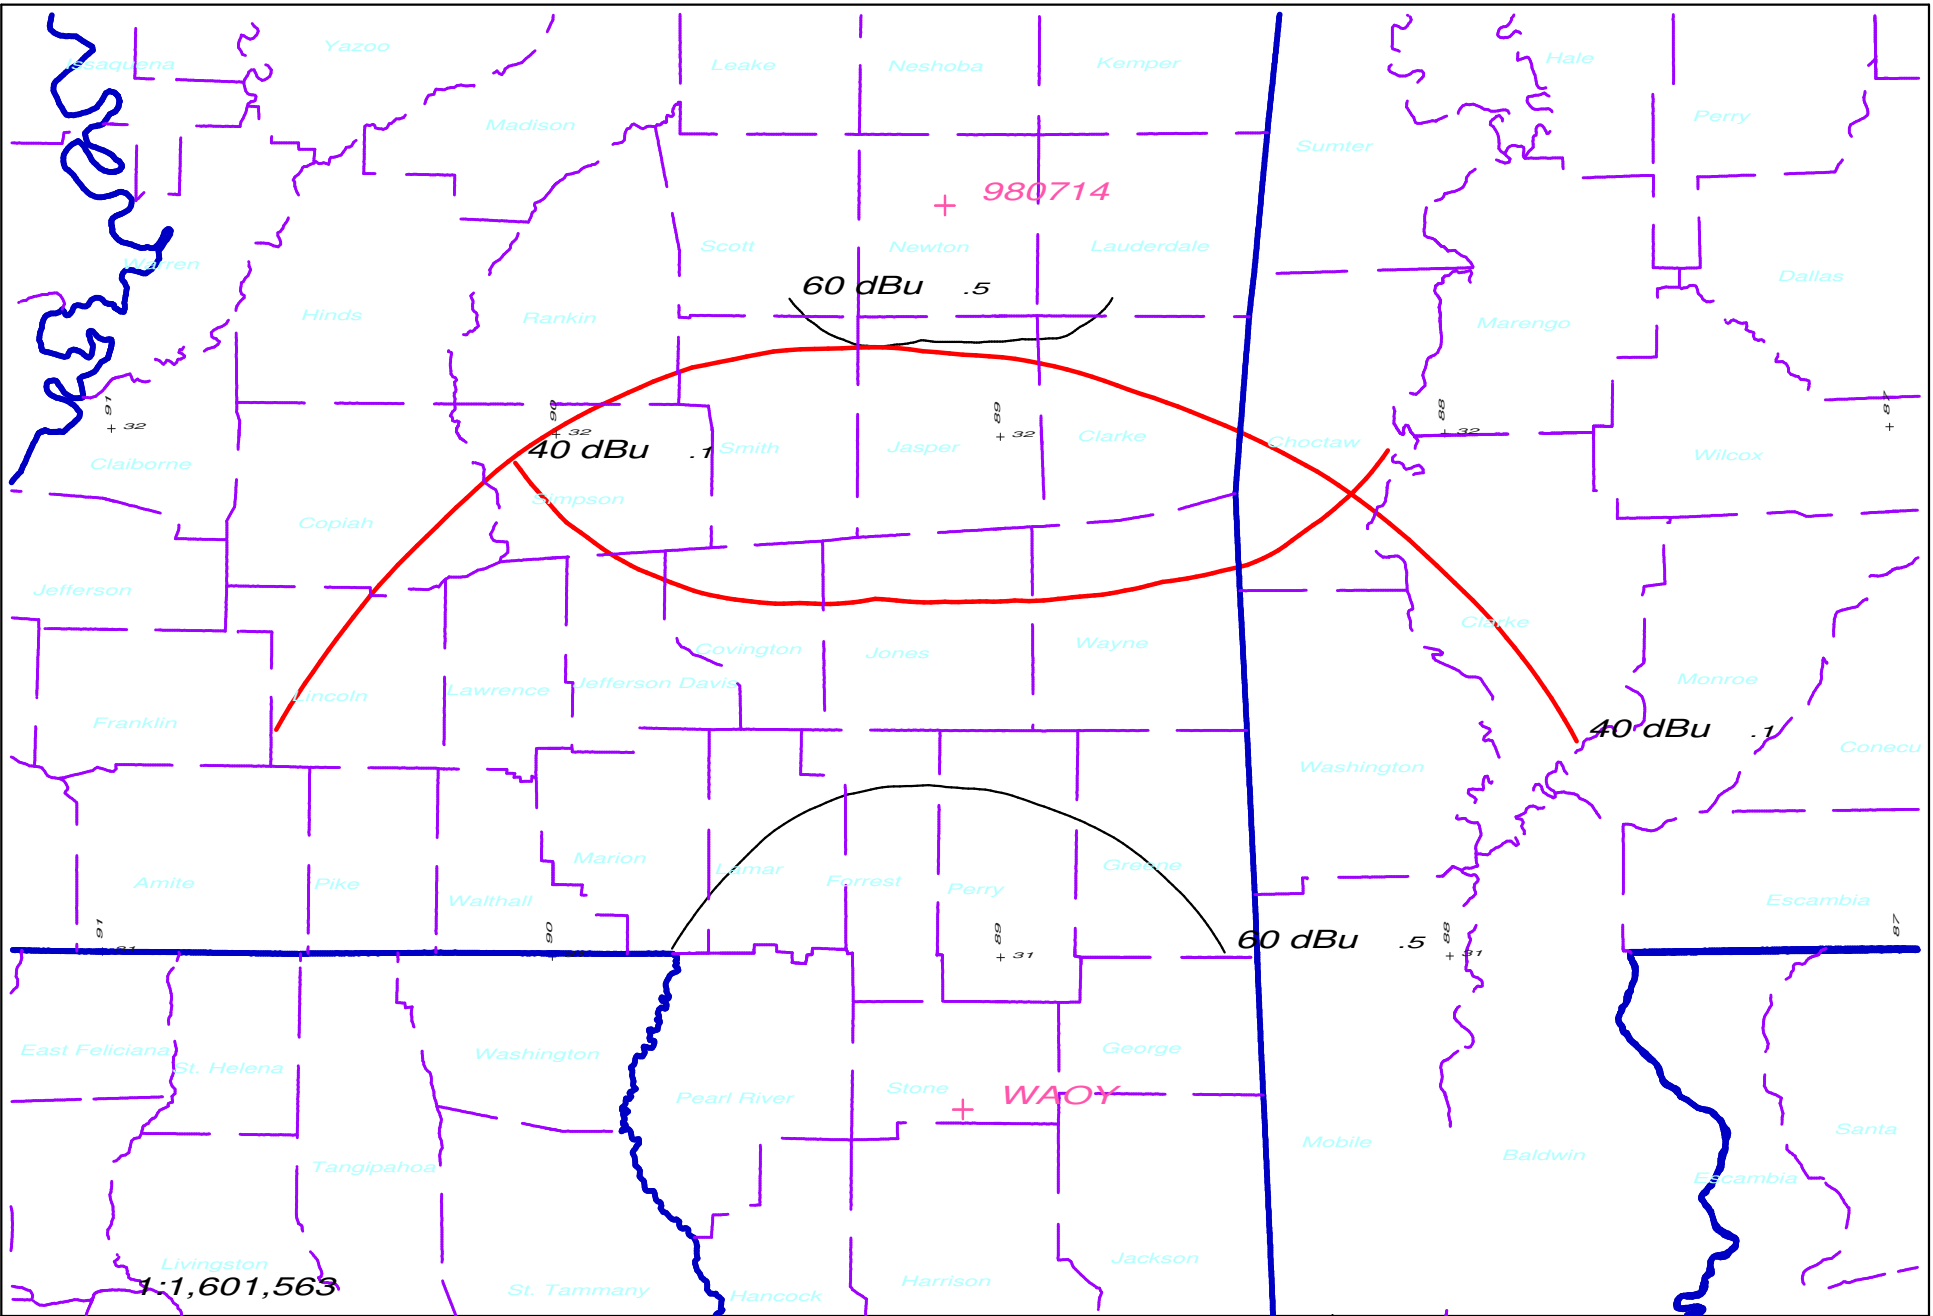 Yazoo
Issaquena
Leake
Neshoba
Kemper
Hale
Madison
Perry
Sumter
980714
Scott
Newton
Lauderdale
Warren
Dallas
60 dBu .5
Hinds
Rankin
Marengo
91
+ 32
90
+ 32
89
+ 32
88
+ 32
87
+
40 dBu .1
Smith
Jasper
Clarke
Choctaw
Wilcox
Claiborne
Simpson
Copiah
Jefferson
Clarke
Covington
Jones
Wayne
Lincoln
Lawrence
Jefferson Davis
Monroe
Franklin
40 dBu .1
Conecu
Washington
Marion
Lamar
Forrest
Perry
Greene
Amite
Pike
Walthall
Escambia
91
+ 31
90
+
89
+ 31
88
+ 31
87
60 dBu .5
East Feliciana
St. Helena
Washington
George
Pearl River
Stone
WAOY
Mobile
Baldwin
Santa
Tangipahoa
Escambia
Livingston
1:1,601,563
St. Tammany
Hancock
Harrison
Jackson